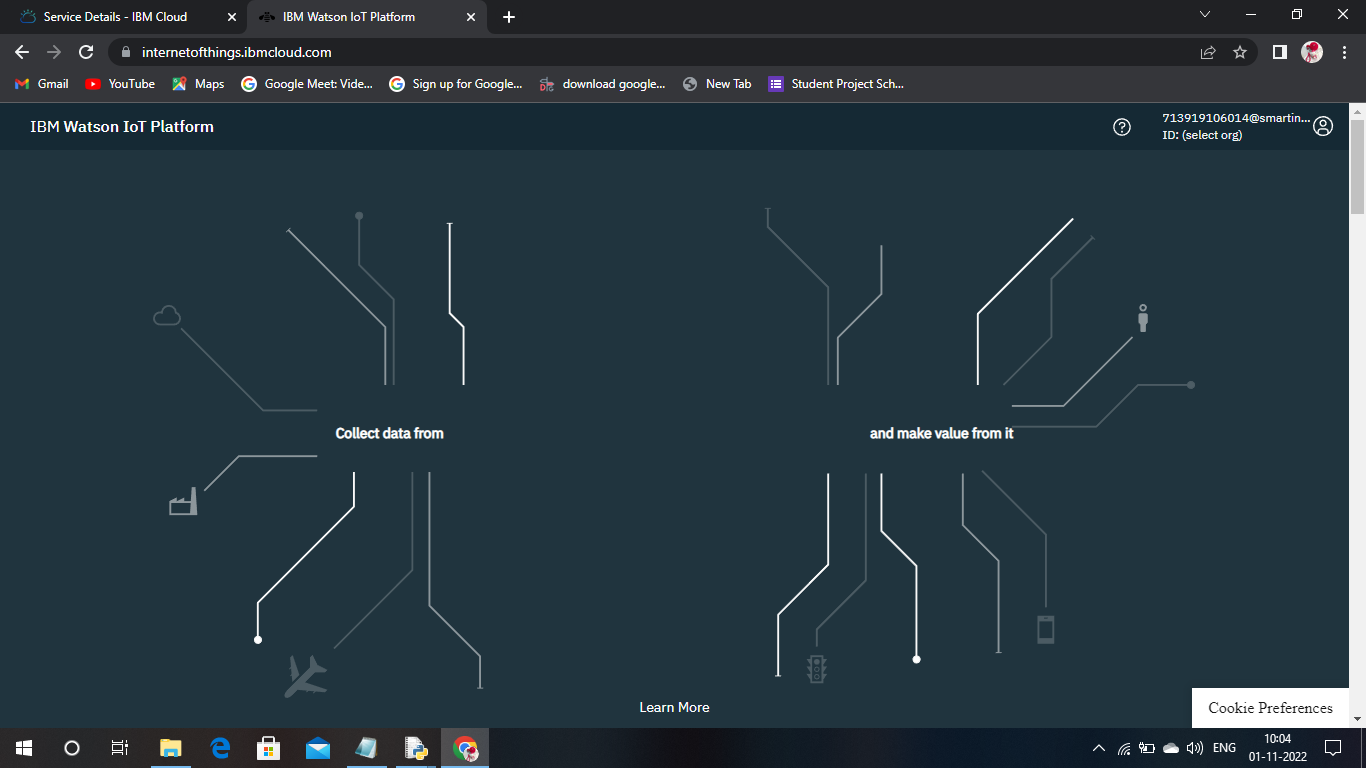 Service Details - IBM Cloud
IBM Watson IoT Platform
internetofthings.ibmcloud.com
Gmail
YouTube
Maps
Google Meet: Vide...
Sign up for Google...
download google...
New Tab
Student Project Sch...
IBM Watson IoT Platform
713919106014@smartin...
ID: (select org)
Collect data from
and make value from it
Learn More
Cookie Preferences
ENG
10:04
01-11-2022